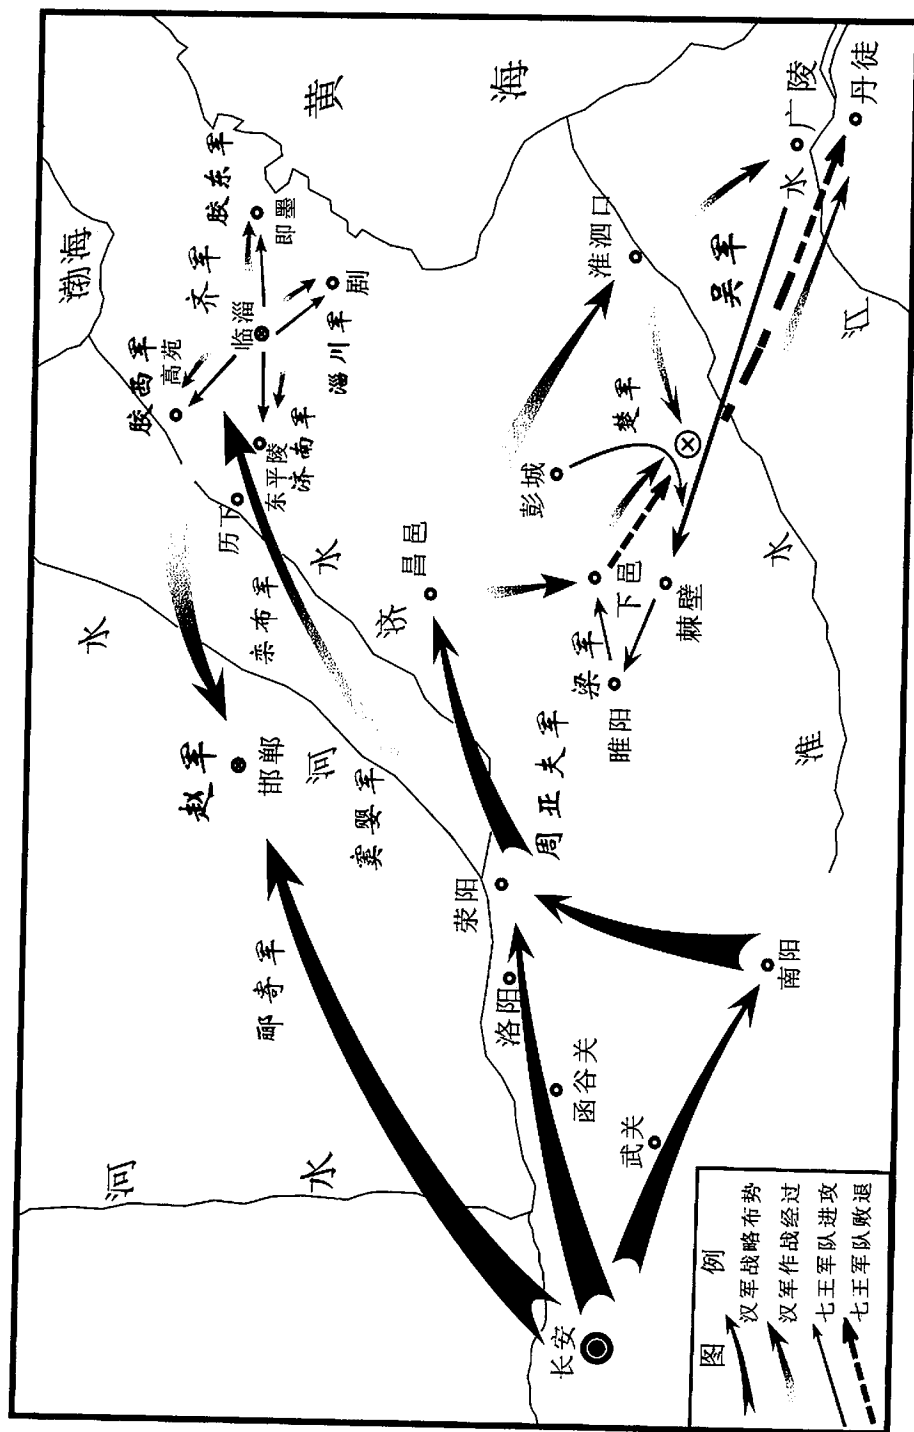 渤海
黄海
胶东军
即墨
齐军
临淄
剧
淄川军
胶西军
高苑
东平陵
济南军
历下
济水
河水
栾布军
赵军
邯郸
窦婴军
郦寄军
昌邑
彭城
淮泗口
楚军
下邑
棘壁
梁军
睢阳
周亚夫军
荥阳
洛阳
函谷关
武关
南阳
长安
河水
淮水
江水
吴军
广陵
丹徒
图例
汉军战略布势
汉军作战经过
七王军队进攻
七王军队败退